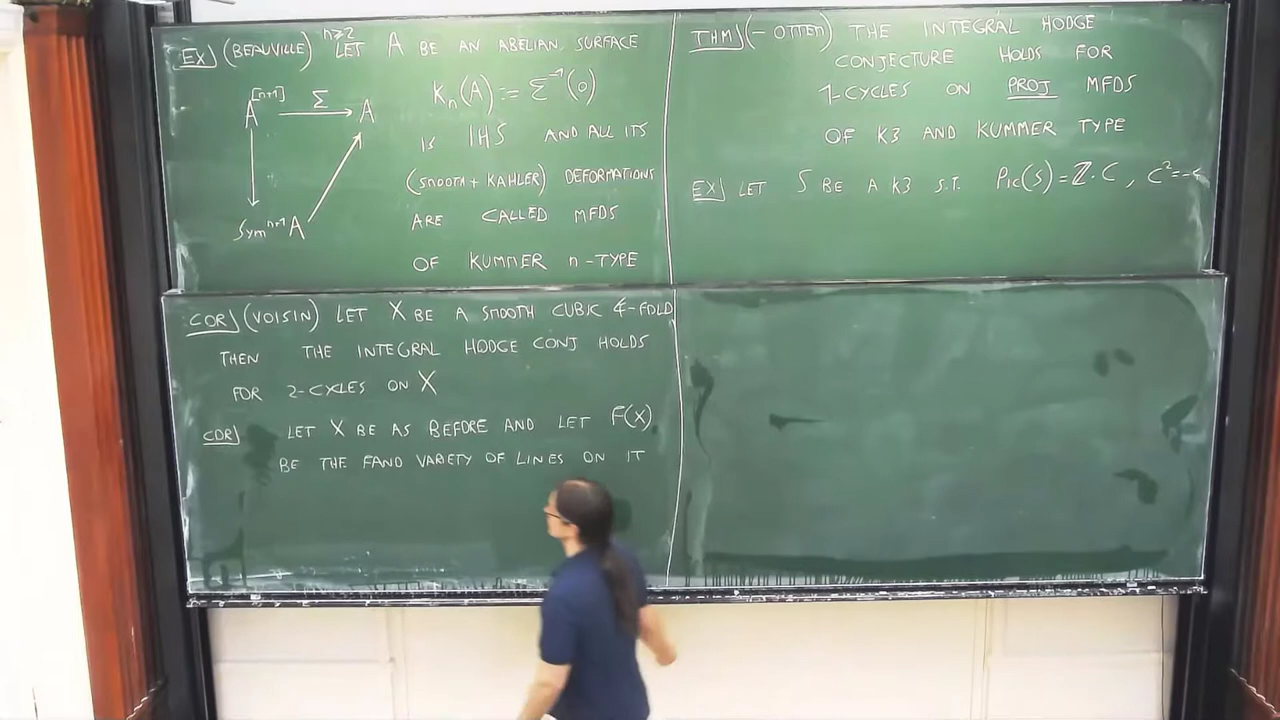 EX] (BEAUVILLE) n≥2 LET A BE AN ABELIAN SURFACE
A^[n+1] Σ A
Sym^n+1 A
K_n(A) := Σ^-1(0)
IS IHS AND ALL ITS
(SMOOTH + KÄHLER) DEFORMATIONS
ARE CALLED MFDS
OF KUMMER n-TYPE
THM] (- OTTEM) THE INTEGRAL HODGE
CONJECTURE HOLDS FOR
1-CYCLES ON PROJ MFDS
OF K3 AND KUMMER TYPE
EX] LET S BE A K3 S.T. Pic(S)=ℤ·C, C²=-
COR] (VOISIN) LET X BE A SMOOTH CUBIC 4-FOLD
THEN THE INTEGRAL HODGE CONJ HOLDS
FOR 2-CYCLES ON X
COR] LET X BE AS BEFORE AND LET F(X)
BE THE FANO VARIETY OF LINES ON IT